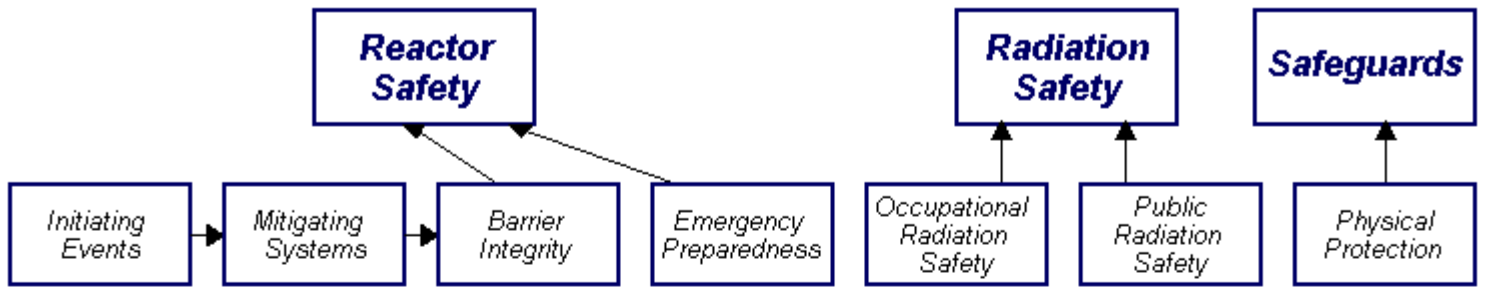 Reactor
Safety
Radiation
Safety
Safeguards
Initiating
Events
Mitigating
Systems
Barrier
Integrity
Emergency
Preparedness
Occupational
Radiation
Safety
Public
Radiation
Safety
Physical
Protection